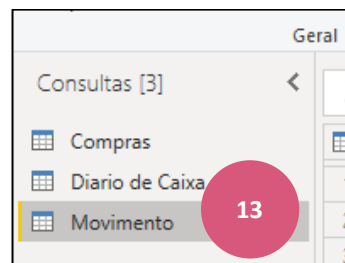 Geral
Consultas [3]
Compras
Diario de Caixa
Movimento
13